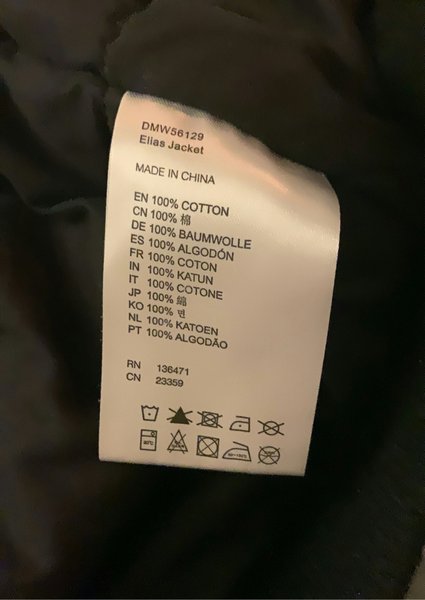 DMW56129
Elias Jacket
MADE IN CHINA
EN 100% COTTON
CN 100% 棉
DE 100% BAUMWOLLE
ES 100% ALGODÓN
FR 100% COTON
IN 100% KATUN
IT 100% COTONE
JP 100% 綿
KO 100% 면
NL 100% KATOEN
PT 100% ALGODÃO
RN 136471
CN 23359